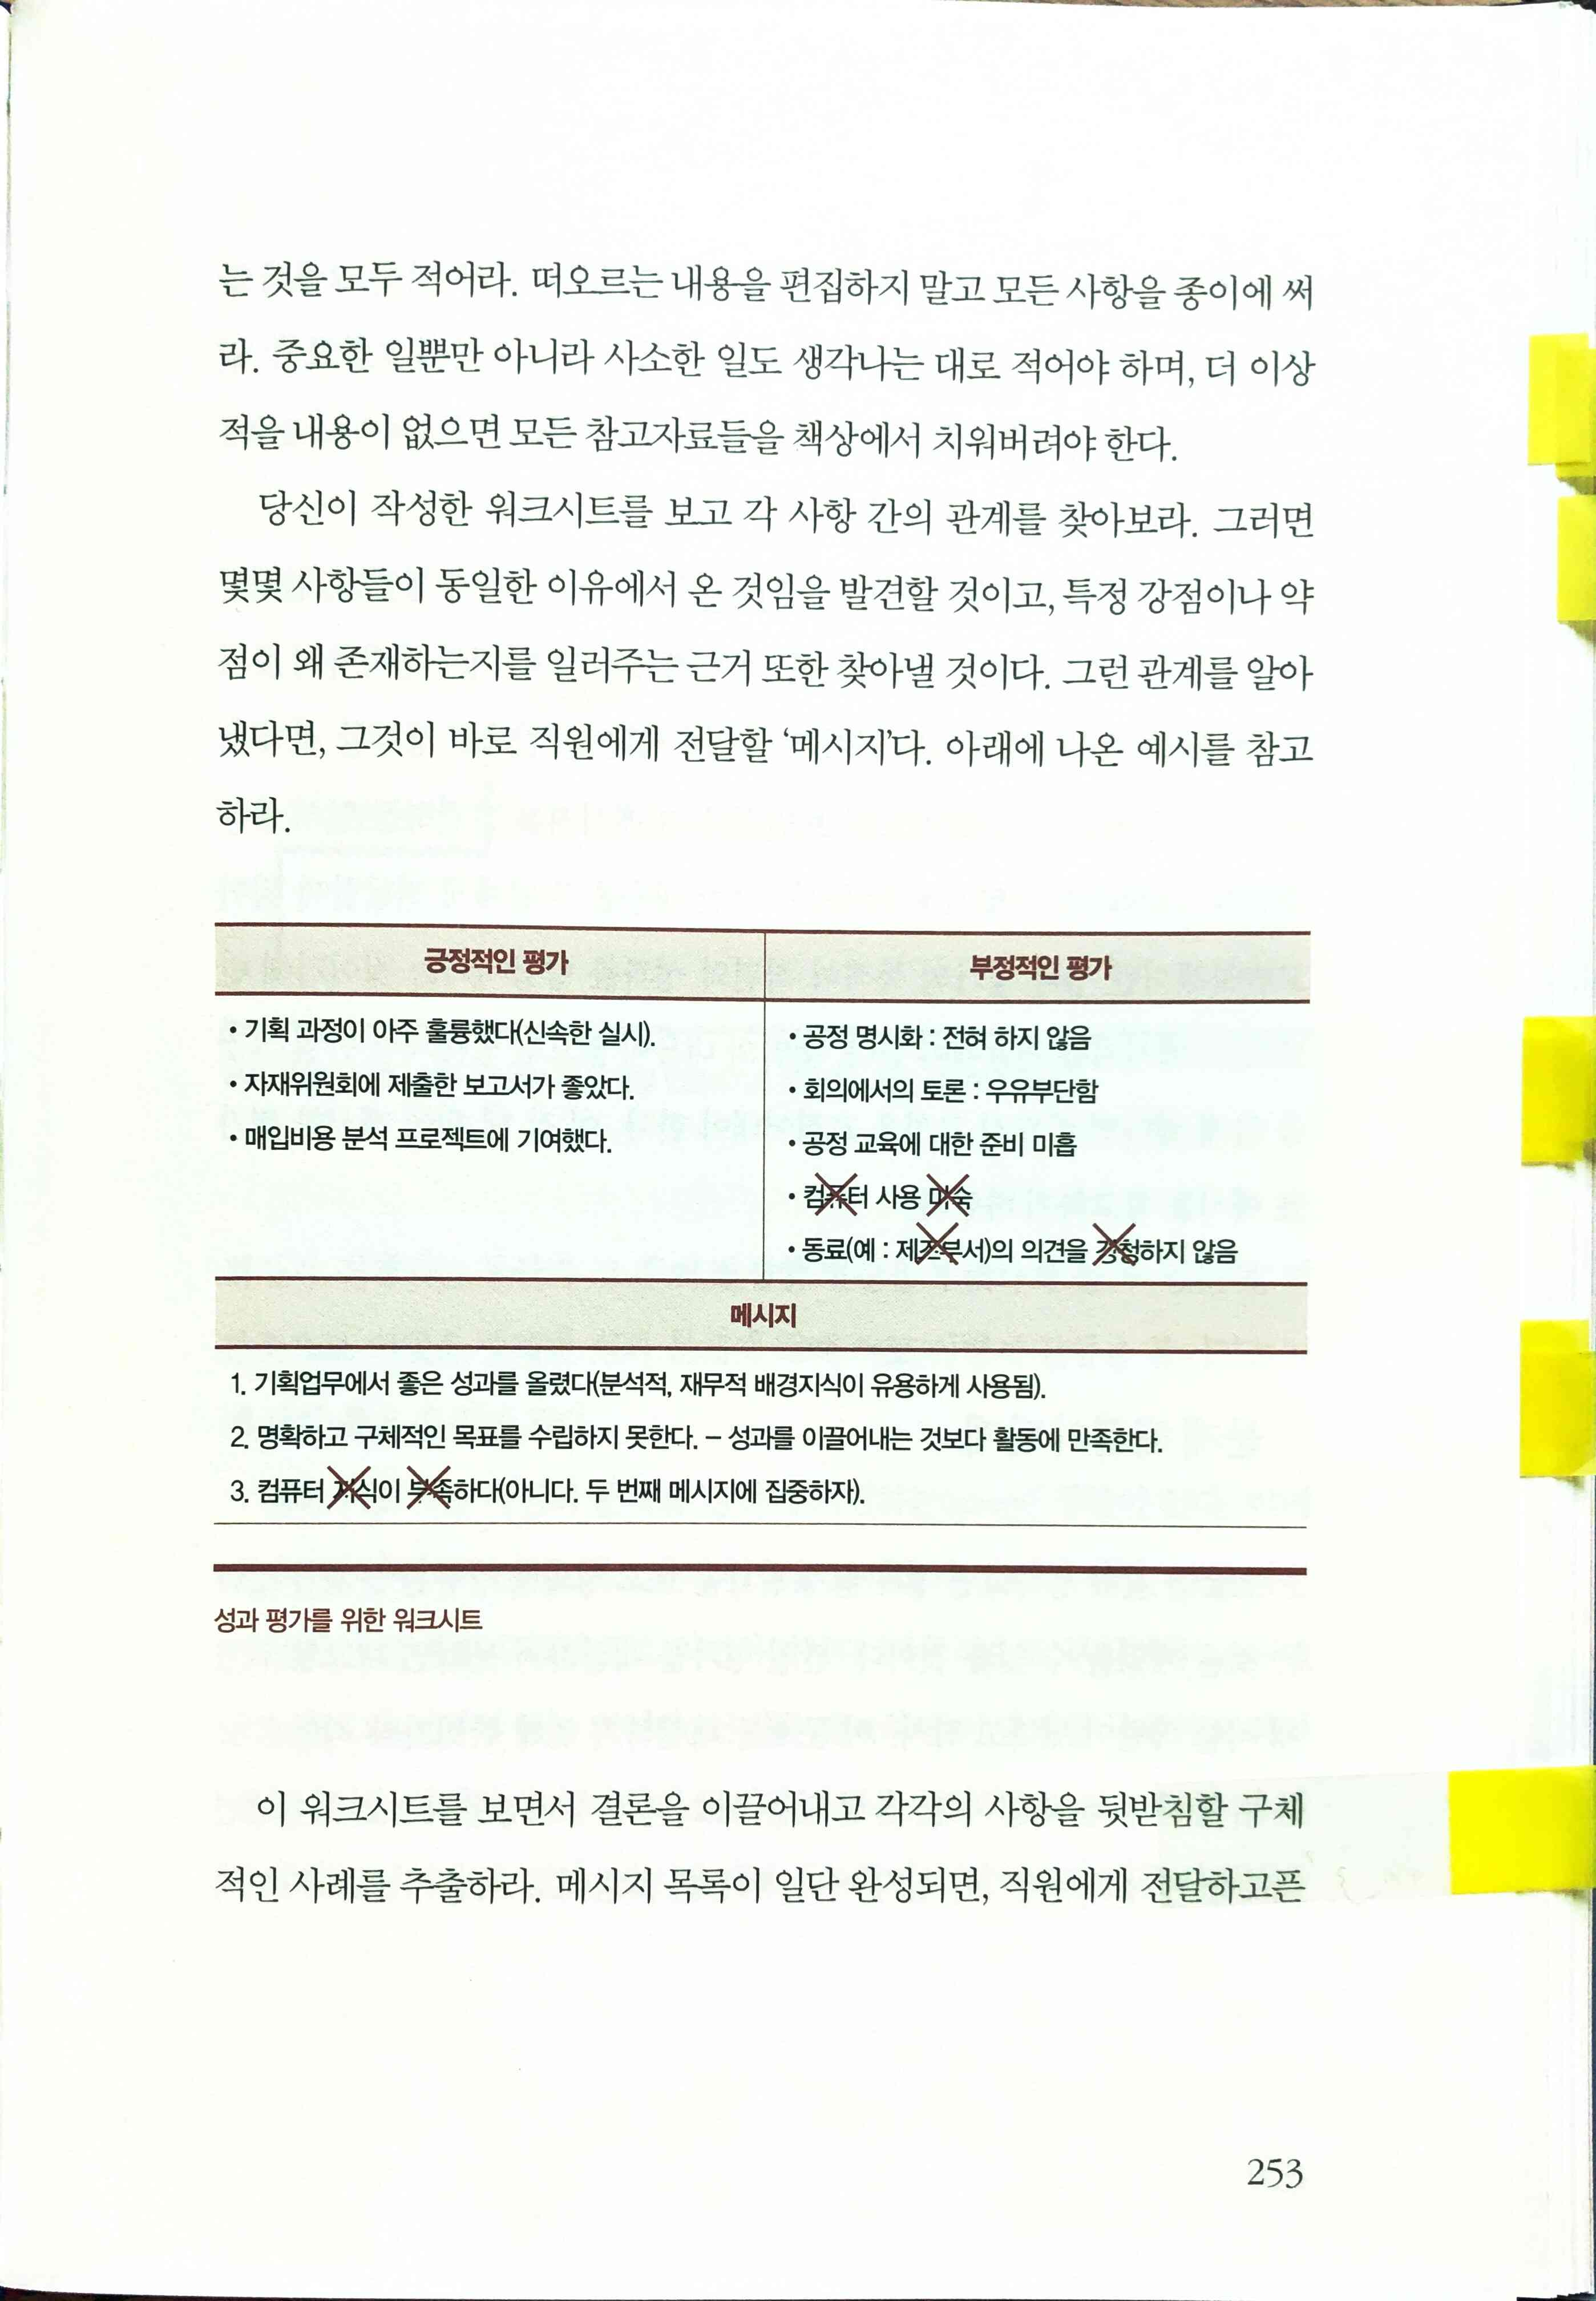 는 것을 모두 적어라. 떠오르는 내용을 편집하지 말고 모든 사항을 종이에 써
라. 중요한 일뿐만 아니라 사소한 일도 생각나는 대로 적어야 하며, 더 이상
적을 내용이 없으면 모든 참고자료들을 책상에서 치워버려야 한다.
당신이 작성한 워크시트를 보고 각 사항 간의 관계를 찾아보라. 그러면
몇몇 사항들이 동일한 이유에서 온 것임을 발견할 것이고, 특정 강점이나 약
점이 왜 존재하는지를 일러주는 근거 또한 찾아낼 것이다. 그런 관계를 알아
냈다면, 그것이 바로 직원에게 전달할 ‘메시지’다. 아래에 나온 예시를 참고
하라.
긍정적인 평가
• 기획 과정이 아주 훌륭했다(신속한 실시).
• 자재위원회에 제출한 보고서가 좋았다.
• 매입비용 분석 프로젝트에 기여했다.
부정적인 평가
• 공정 명시화 : 전혀 하지 않음
• 회의에서의 토론 : 우유부단함
• 공정 교육에 대한 준비 미흡
• 컴퓨터 사용 미숙
• 동료(예 : 제조부서)의 의견을 경청하지 않음
메시지
1. 기획업무에서 좋은 성과를 올렸다(분석적, 재무적 배경지식이 유용하게 사용됨).
2. 명확하고 구체적인 목표를 수립하지 못한다. – 성과를 이끌어내는 것보다 활동에 만족한다.
3. 컴퓨터 지식이 부족하다(아니다. 두 번째 메시지에 집중하자).
성과 평가를 위한 워크시트
이 워크시트를 보면서 결론을 이끌어내고 각각의 사항을 뒷받침할 구체
적인 사례를 추출하라. 메시지 목록이 일단 완성되면, 직원에게 전달하고픈
253